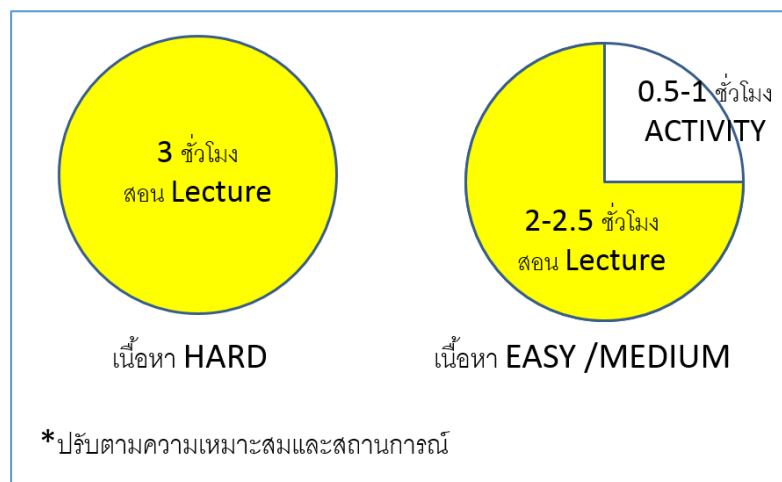 3 ชั่วโมง
สอน Lecture
0.5-1 ชั่วโมง
ACTIVITY
2-2.5 ชั่วโมง
สอน Lecture
เนื้อหา HARD
เนื้อหา EASY /MEDIUM
*ปรับตามความเหมาะสมและสถานการณ์